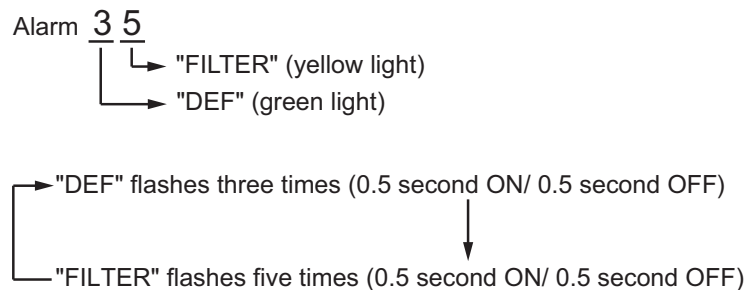 Alarm 3 5
"FILTER" (yellow light)
"DEF" (green light)
"DEF" flashes three times (0.5 second ON/ 0.5 second OFF)
"FILTER" flashes five times (0.5 second ON/ 0.5 second OFF)